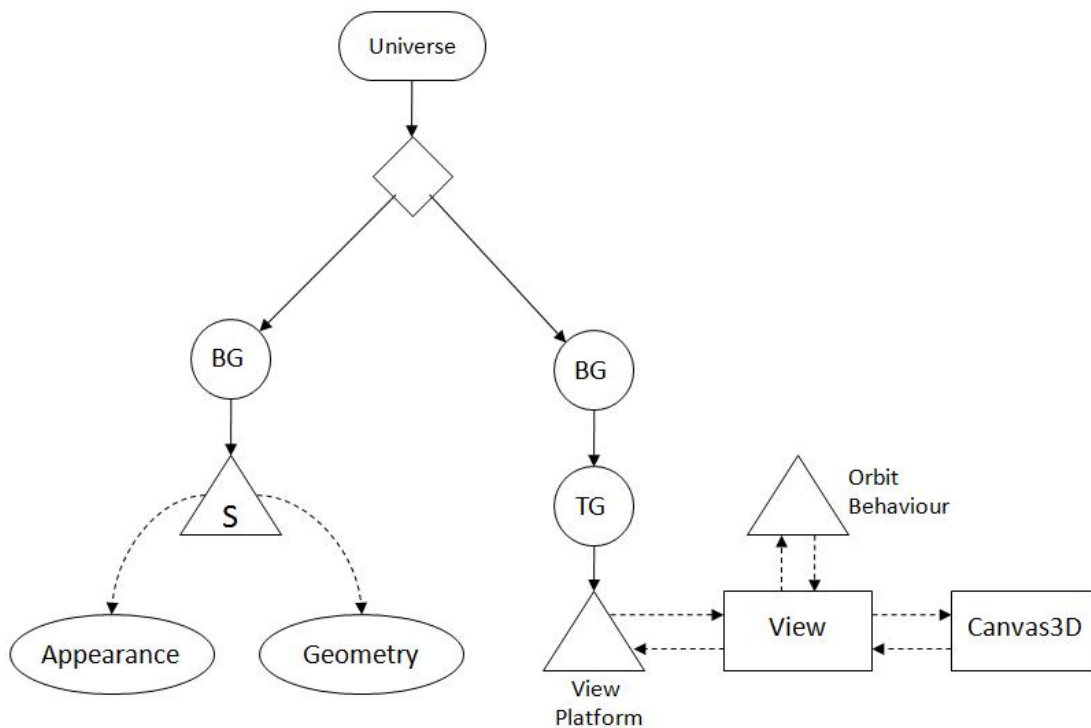 Universe
BG
BG
S
TG
Orbit
Behaviour
Appearance
Geometry
View
Canvas3D
View
Platform